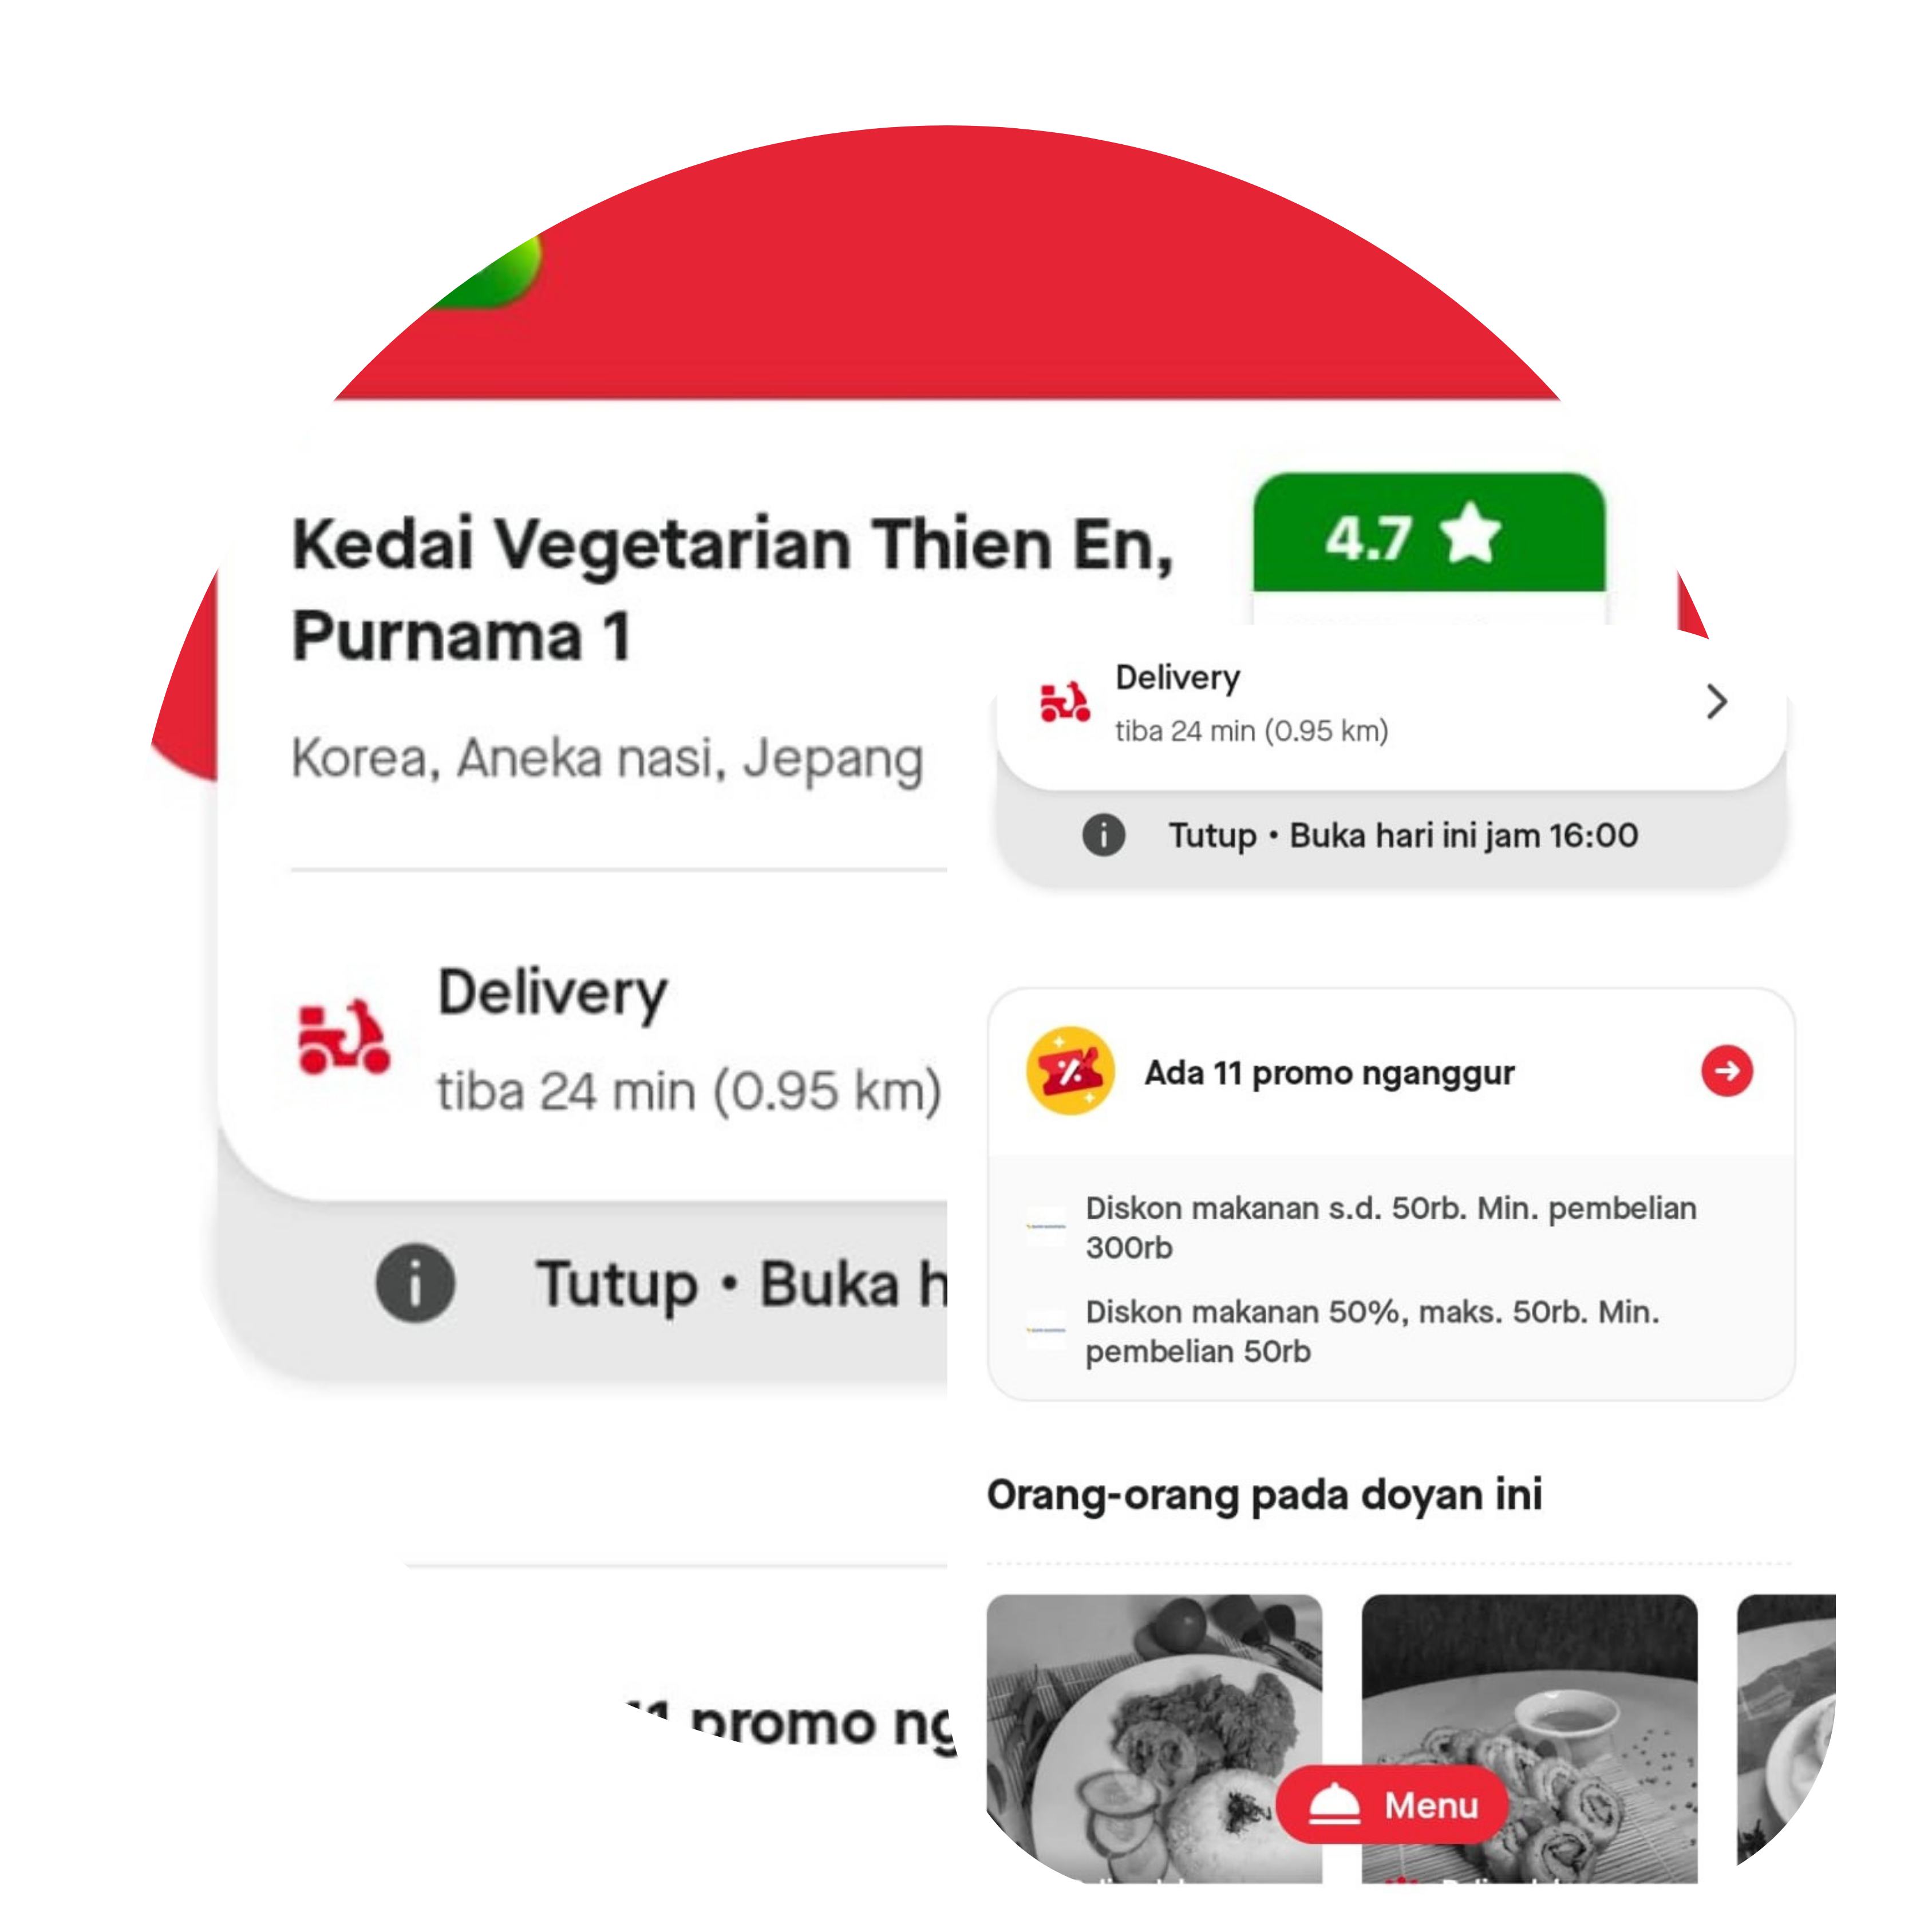 Kedai Vegetarian Thien En,
Purnama 1
4.7
Korea, Aneka nasi, Jepang
Delivery
tiba 24 min (0.95 km)
Tutup • Buka h
promo ng
Delivery
tiba 24 min (0.95 km)
Tutup • Buka hari ini jam 16:00
Ada 11 promo nganggur
Diskon makanan s.d. 50rb. Min. pembelian
300rb
Diskon makanan 50%, maks. 50rb. Min.
pembelian 50rb
Orang-orang pada doyan ini
Menu